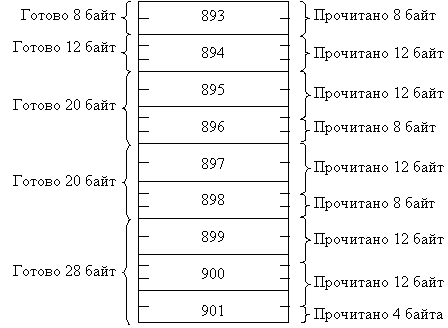 Готово 8 байт 893 Прочитано 8 байт
Готово 12 байт 894 Прочитано 12 байт
895 Прочитано 12 байт
Готово 20 байт
896 Прочитано 8 байт
897 Прочитано 12 байт
Готово 20 байт
898 Прочитано 8 байт
899 Прочитано 12 байт
Готово 28 байт 900 Прочитано 12 байт
901 Прочитано 4 байта